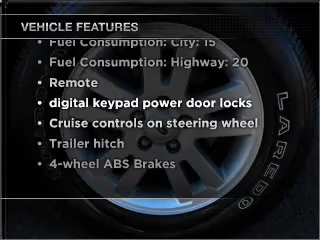 VEHICLE FEATURES
• Fuel Consumption: City: 15
• Fuel Consumption: Highway: 20
• Remote
• digital keypad power door locks
• Cruise controls on steering wheel
• Trailer hitch
• 4-wheel ABS Brakes
LAREDO